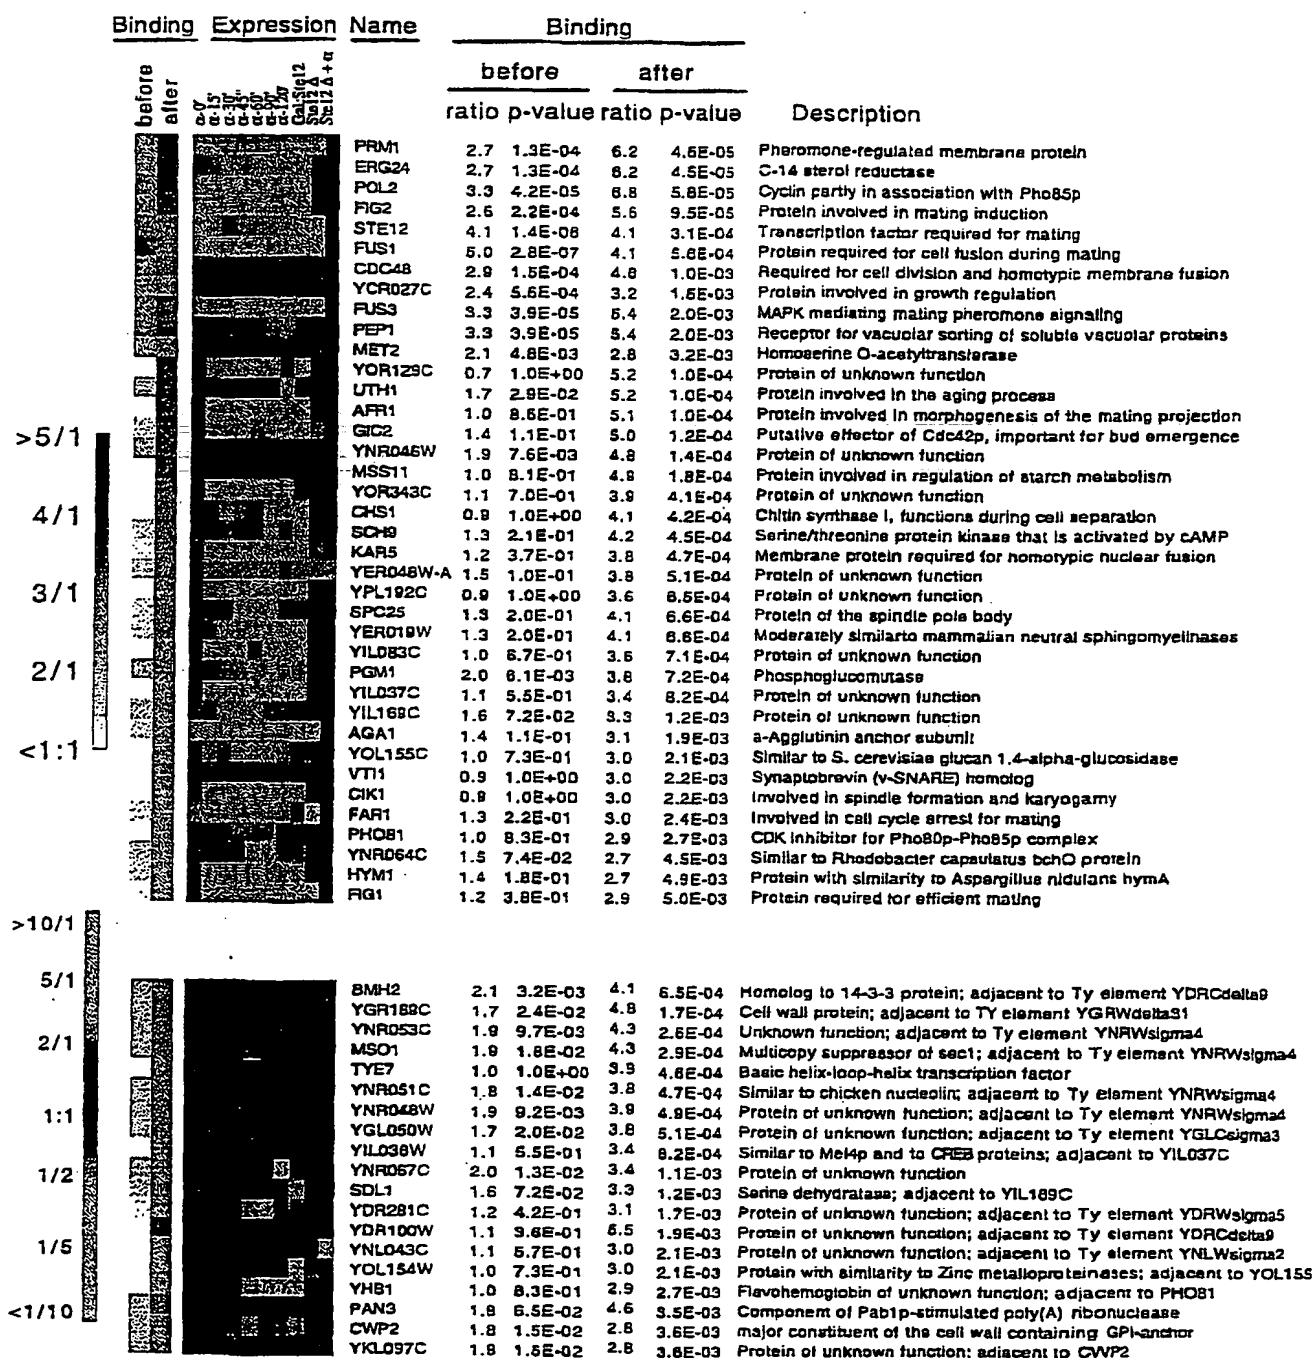 Binding Expression Name Binding
before after
before after α-0' α-15' α-30' α-45' α-60' α-90' α-120' Gal-Ste12 Ste12 Δ Ste12 Δ + α
ratio p-value ratio p-value Description
PRM1 2.7 1.3E-04 6.2 4.5E-05 Pheromone-regulated membrane protein
ERG24 2.7 1.3E-04 6.2 4.5E-05 C-14 sterol reductase
POL2 3.3 4.2E-05 6.8 5.8E-05 Cyclin partly in association with Pho85p
FIG2 2.6 2.2E-04 5.6 9.5E-05 Protein involved in mating induction
STE12 4.1 1.4E-06 4.1 3.1E-04 Transcription factor required for mating
FUS1 5.0 2.8E-07 4.1 5.6E-04 Protein required for cell fusion during mating
CDC48 2.9 1.5E-04 4.8 1.0E-03 Required for cell division and homotypic membrane fusion
YCR027C 2.4 5.6E-04 3.2 1.5E-03 Protein involved in growth regulation
FUS3 3.3 3.9E-05 5.4 2.0E-03 MAPK mediating mating pheromone signaling
PEP1 3.3 3.9E-05 5.4 2.0E-03 Receptor for vacuolar sorting of soluble vacuolar proteins
MET2 2.1 4.8E-03 2.8 3.2E-03 Homoserine O-acetyltransferase
YOR129C 0.7 1.0E+00 5.2 1.0E-04 Protein of unknown function
UTH1 1.7 2.9E-02 5.2 1.0E-04 Protein involved in the aging process
AFR1 1.0 8.6E-01 5.1 1.0E-04 Protein involved in morphogenesis of the mating projection
GIC2 1.4 1.1E-01 5.0 1.2E-04 Putative effector of Cdc42p, important for bud emergence
YNR046W 1.9 7.6E-03 4.8 1.4E-04 Protein of unknown function
MSS11 1.0 8.1E-01 4.9 1.8E-04 Protein involved in regulation of starch metabolism
YOR343C 1.1 7.0E-01 3.9 4.1E-04 Protein of unknown function
CHS1 0.9 1.0E+00 4.1 4.2E-04 Chitin synthase I, functions during cell separation
SCH9 1.3 2.1E-01 4.2 4.5E-04 Serine/threonine protein kinase that is activated by cAMP
KAR5 1.2 3.7E-01 3.8 4.7E-04 Membrane protein required for homotypic nuclear fusion
YER048W-A 1.5 1.0E-01 3.8 5.1E-04 Protein of unknown function
YPL192C 0.9 1.0E+00 3.6 6.5E-04 Protein of unknown function
SPC25 1.3 2.0E-01 4.1 6.6E-04 Protein of the spindle pole body
YER019W 1.3 2.0E-01 4.1 6.6E-04 Moderately similarto mammalian neutral sphingomyelinases
YIL083C 1.0 6.7E-01 3.6 7.1E-04 Protein of unknown function
PGM1 2.0 6.1E-03 3.8 7.2E-04 Phosphoglucomutase
YIL037C 1.1 5.5E-01 3.4 8.2E-04 Protein of unknown function
YIL169C 1.6 7.2E-02 3.3 1.2E-03 Protein of unknown function
AGA1 1.4 1.1E-01 3.1 1.9E-03 a-Agglutinin anchor subunit
YOL155C 1.0 7.3E-01 3.0 2.1E-03 Similar to S. cerevisiae glucan 1,4-alpha-glucosidase
VTI1 0.9 1.0E+00 3.0 2.2E-03 Synaptobrevin (v-SNARE) homolog
CIK1 0.9 1.0E+00 3.0 2.2E-03 Involved in spindle formation and karyogamy
FAR1 1.3 2.2E-01 3.0 2.4E-03 Involved in cell cycle arrest for mating
PHO81 1.0 8.3E-01 2.9 2.7E-03 CDK inhibitor for Pho80p-Pho85p complex
YNR064C 1.5 7.4E-02 2.7 4.5E-03 Similar to Rhodobacter capsulatus bchO protein
HYM1 1.4 1.8E-01 2.7 4.9E-03 Protein with similarity to Aspergillus nidulans hymA
FIG1 1.2 3.8E-01 2.9 5.0E-03 Protein required for efficient mating
>5/1
4/1
3/1
2/1
<1:1
>10/1
5/1
2/1
1:1
1/2
1/5
<1/10
BMH2 2.1 3.2E-03 4.1 6.5E-04 Homolog to 14-3-3 protein; adjacent to Ty element YDRCdelta9
YGR189C 1.7 2.4E-02 4.8 1.7E-04 Cell wall protein; adjacent to TY element YGRWdelta31
YNR053C 1.9 9.7E-03 4.3 2.6E-04 Unknown function; adjacent to Ty element YNRWsigma4
MSO1 1.9 1.8E-02 4.3 2.9E-04 Multicopy suppressor of sec1; adjacent to Ty element YNRWsigma4
TYE7 1.0 1.0E+00 3.9 4.6E-04 Basic helix-loop-helix transcription factor
YNR051C 1.8 1.4E-02 3.8 4.7E-04 Similar to chicken nucleolin; adjacent to Ty element YNRWsigma4
YNR048W 1.9 9.2E-03 3.9 4.9E-04 Protein of unknown function; adjacent to Ty element YNRWsigma4
YGL050W 1.7 2.0E-02 3.8 5.1E-04 Protein of unknown function; adjacent to Ty element YGLCsigma3
YIL038W 1.1 5.5E-01 3.4 8.2E-04 Similar to Mel4p and to CREB proteins; adjacent to YIL037C
YNR067C 2.0 1.3E-02 3.4 1.1E-03 Protein of unknown function
SDL1 1.6 7.2E-02 3.3 1.2E-03 Serine dehydratase; adjacent to YIL189C
YDR281C 1.2 4.2E-01 3.1 1.7E-03 Protein of unknown function; adjacent to Ty element YDRWsigma5
YDR100W 1.1 3.6E-01 5.5 1.9E-03 Protein of unknown function; adjacent to Ty element YDRCdelta9
YNL043C 1.1 5.7E-01 3.0 2.1E-03 Protein of unknown function; adjacent to Ty element YNLWsigma2
YOL154W 1.0 7.3E-01 3.0 2.1E-03 Protein with similarity to Zinc metalloproteinases; adjacent to YOL155
YHB1 1.0 8.3E-01 2.9 2.7E-03 Flavohemoglobin of unknown function; adjacent to PHO81
PAN3 1.8 6.5E-02 4.6 3.5E-03 Component of Pab1p-stimulated poly(A) ribonuclease
CWP2 1.8 1.5E-02 2.8 3.6E-03 major constituent of the cell wall containing GPI-anchor
YKL097C 1.8 1.5E-02 2.8 3.6E-03 Protein of unknown function; adjacent to CWP2